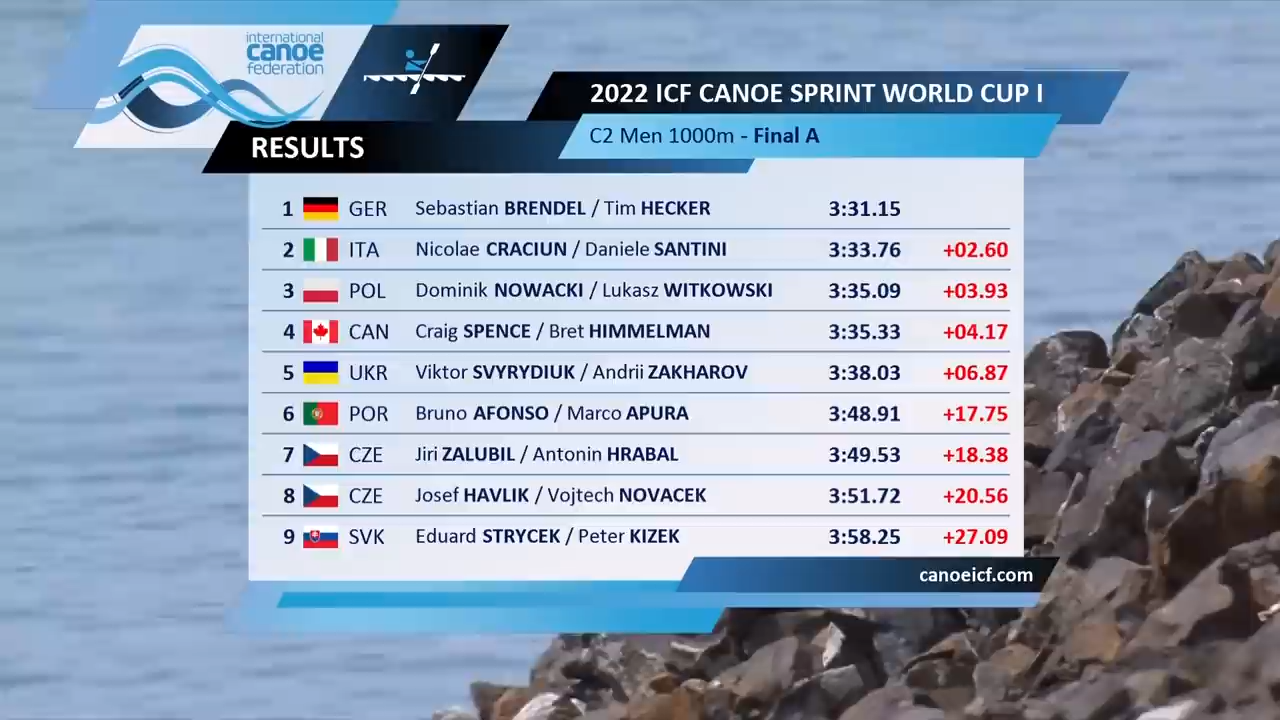 international
canoe
federation
2022 ICF CANOE SPRINT WORLD CUP I
C2 Men 1000m - Final A
RESULTS
1 GER Sebastian BRENDEL / Tim HECKER 3:31.15
2 ITA Nicolae CRACIUN / Daniele SANTINI 3:33.76 +02.60
3 POL Dominik NOWACKI / Lukasz WITKOWSKI 3:35.09 +03.93
4 CAN Craig SPENCE / Bret HIMMELMAN 3:35.33 +04.17
5 UKR Viktor SVYRYDIUK / Andrii ZAKHAROV 3:38.03 +06.87
6 POR Bruno AFONSO / Marco APURA 3:48.91 +17.75
7 CZE Jiri ZALUBIL / Antonin HRABAL 3:49.53 +18.38
8 CZE Josef HAVLIK / Vojtech NOVACEK 3:51.72 +20.56
9 SVK Eduard STRYCEK / Peter KIZEK 3:58.25 +27.09
canoeicf.com